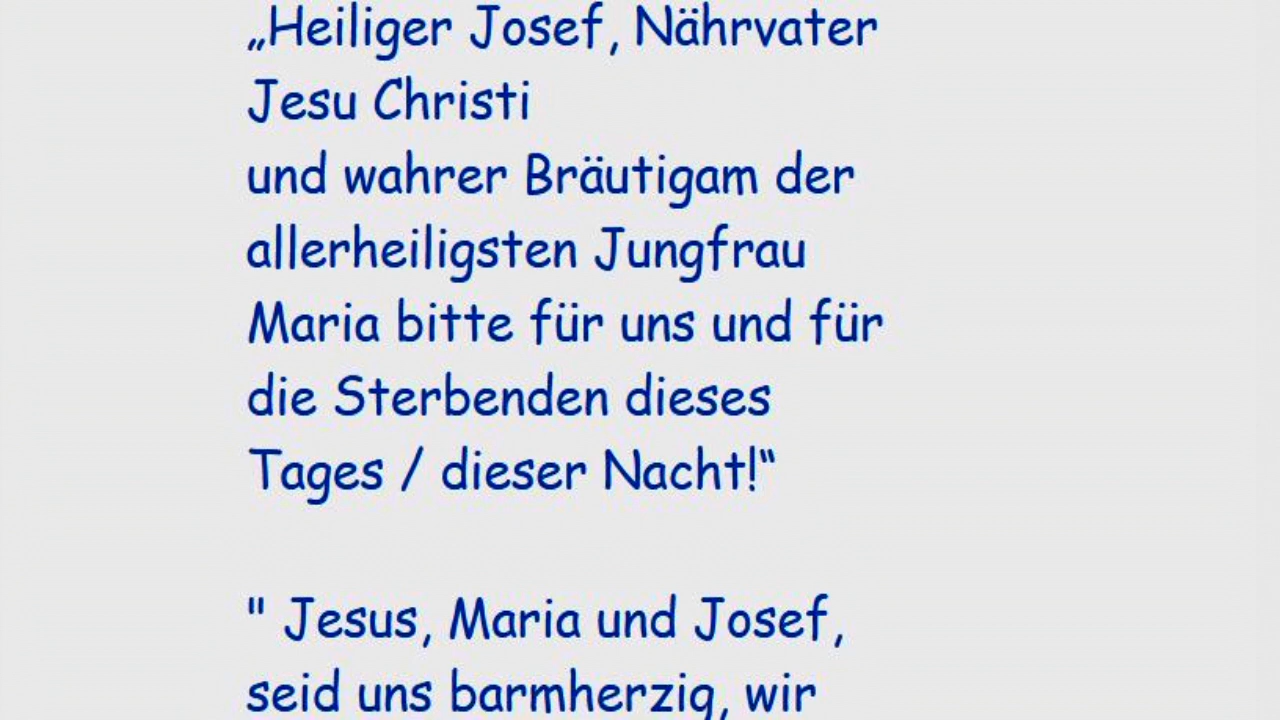 „Heiliger Josef, Nährvater
Jesu Christi
und wahrer Bräutigam der
allerheiligsten Jungfrau
Maria bitte für uns und für
die Sterbenden dieses
Tages / dieser Nacht!“
" Jesus, Maria und Josef,
seid uns barmherzig, wir